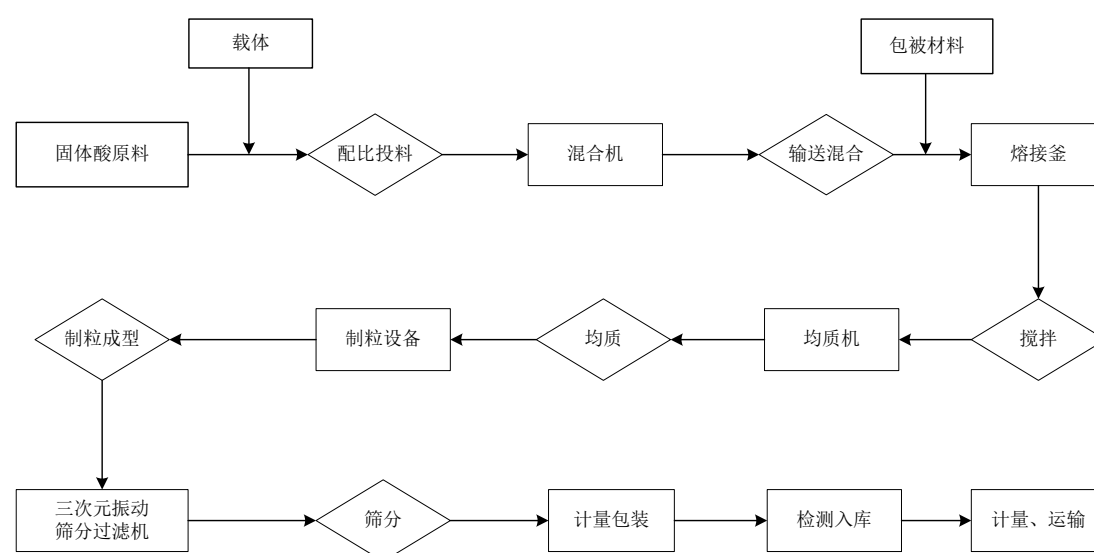 载体
包被材料
固体酸原料
配比投料
混合机
输送混合
熔接釜
制粒成型
制粒设备
均质
均质机
搅拌
三次元振动
筛分过滤机
筛分
计量包装
检测入库
计量、运输